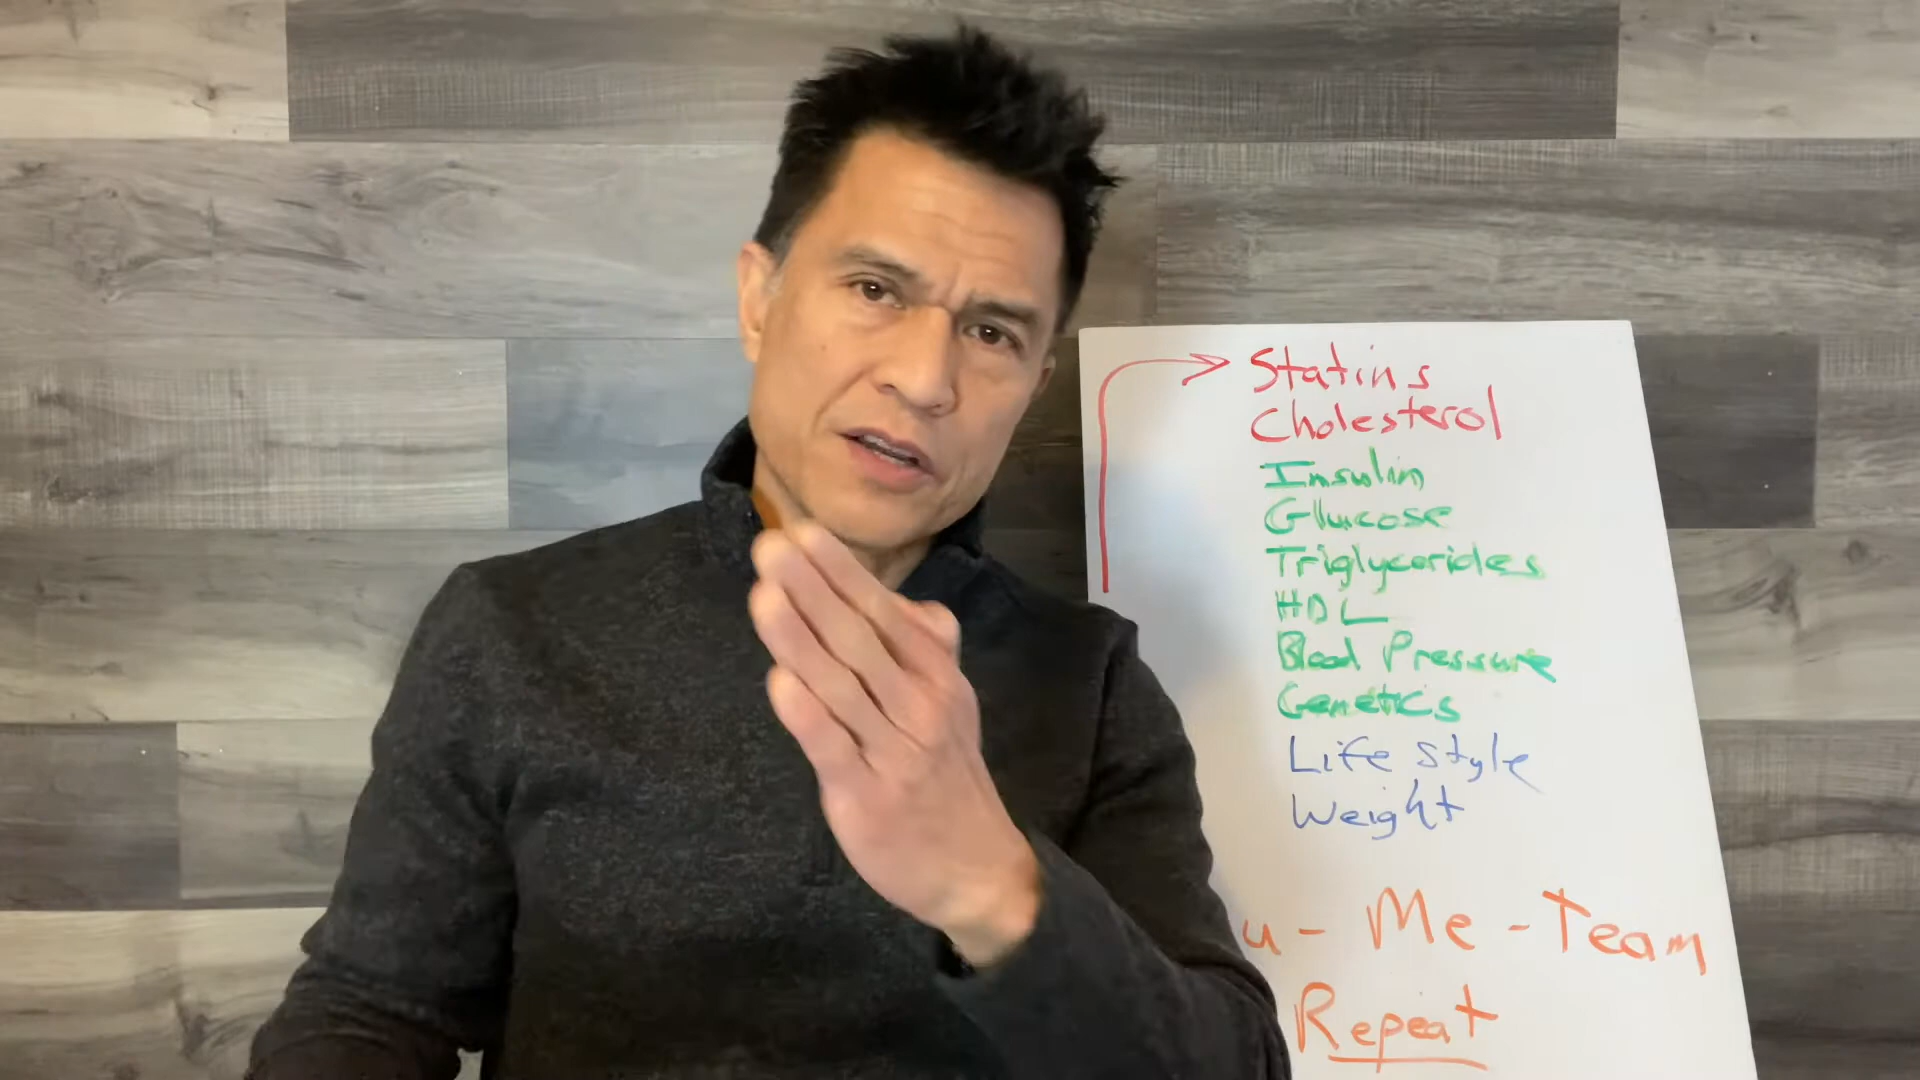 Statins
Cholesterol
Insulin
Glucose
Triglycerides
HDL
Blood Pressure
Genetics
Life Style
Weight
u - Me - Team
Repeat